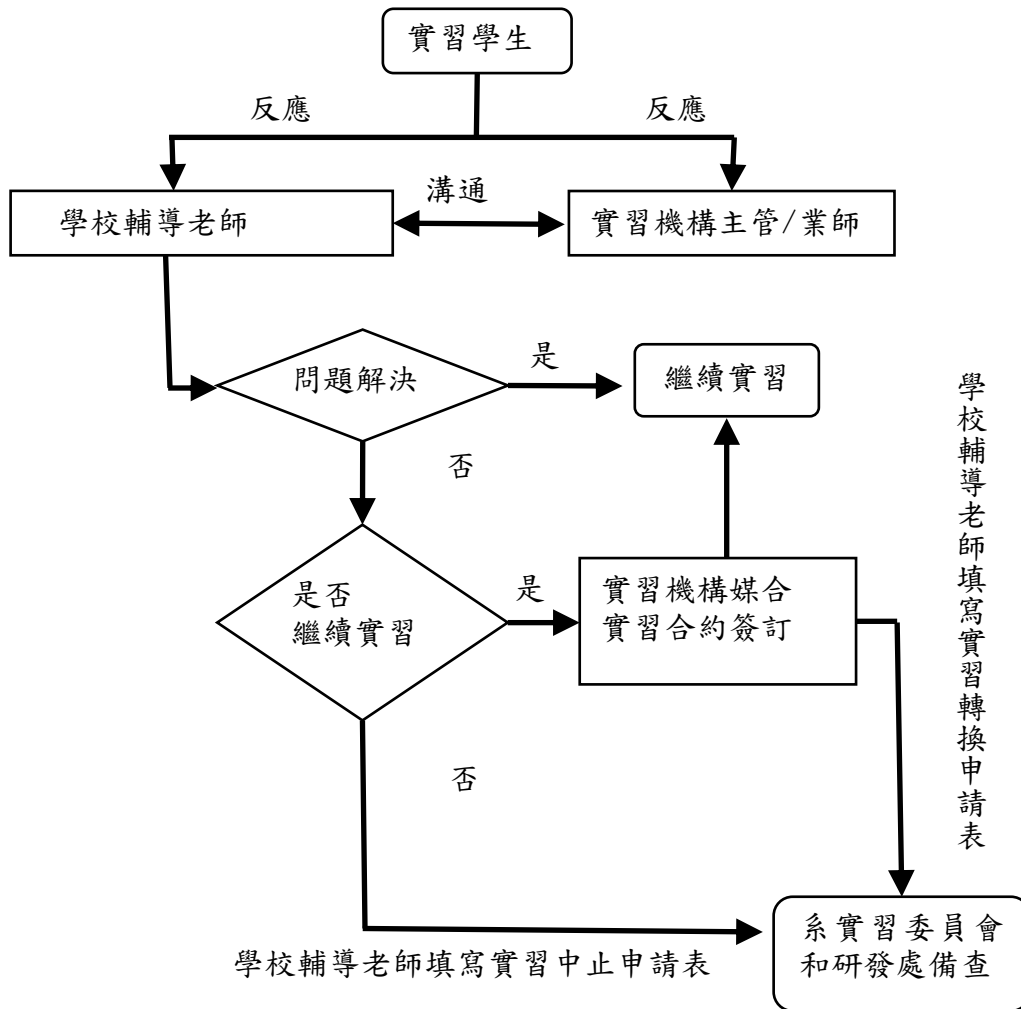 實習學生
反應
反應
學校輔導老師
溝通
實習機構主管/業師
問題解決
是
繼續實習
否
是否
繼續實習
是
實習機構媒合
實習合約簽訂
學校輔導老師填寫實習轉換申請表
否
學校輔導老師填寫實習中止申請表
系實習委員會
和研發處備查